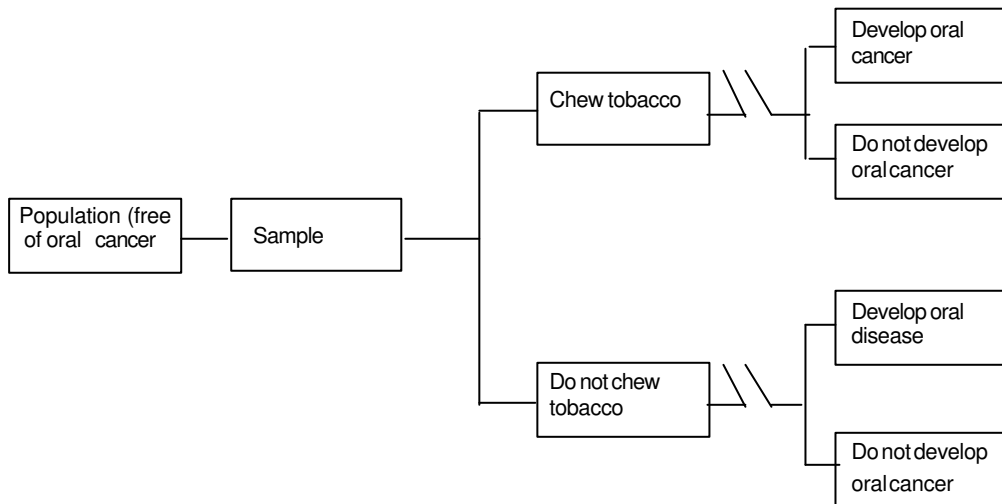 Develop oral
cancer
Chew tobacco
Do not develop
oral cancer
Population (free
of oral cancer
Sample
Develop oral
disease
Do not chew
tobacco
Do not develop
oral cancer